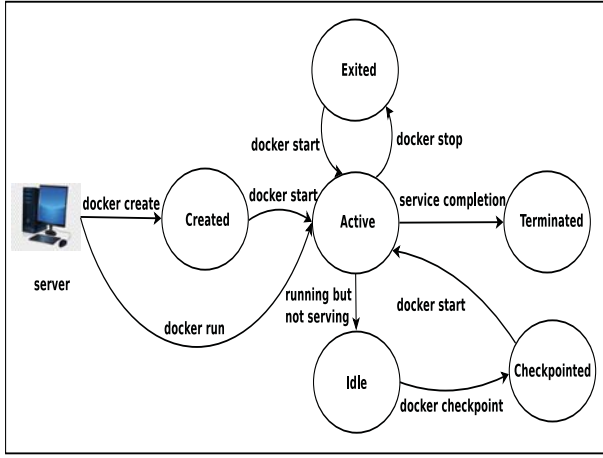 Exited
docker start
docker stop
docker create
docker start
service completion
Created
Active
Terminated
server
running but
not serving
docker start
docker run
Idle
Checkpointed
docker checkpoint